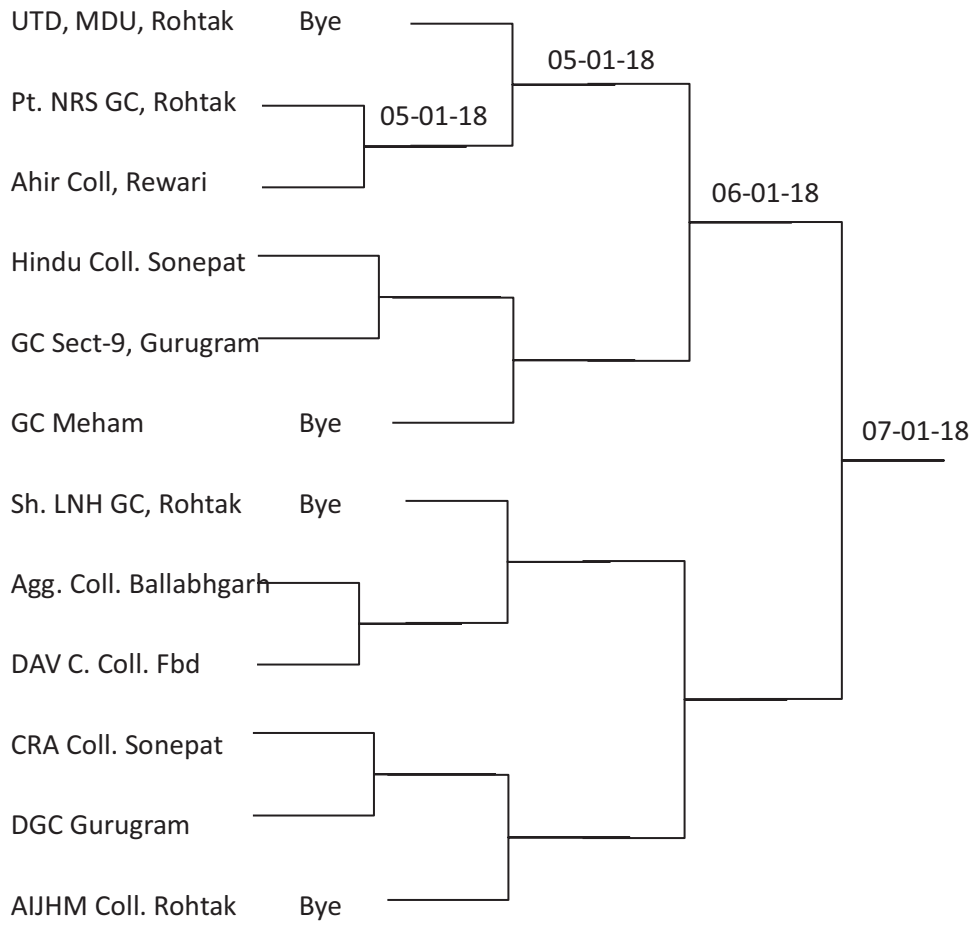 UTD, MDU, Rohtak Bye
05-01-18
Pt. NRS GC, Rohtak
05-01-18
Ahir Coll, Rewari
06-01-18
Hindu Coll. Sonepat
GC Sect-9, Gurugram
GC Meham Bye
07-01-18
Sh. LNH GC, Rohtak Bye
Agg. Coll. Ballabhgarh
DAV C. Coll. Fbd
CRA Coll. Sonepat
DGC Gurugram
AIJHM Coll. Rohtak Bye